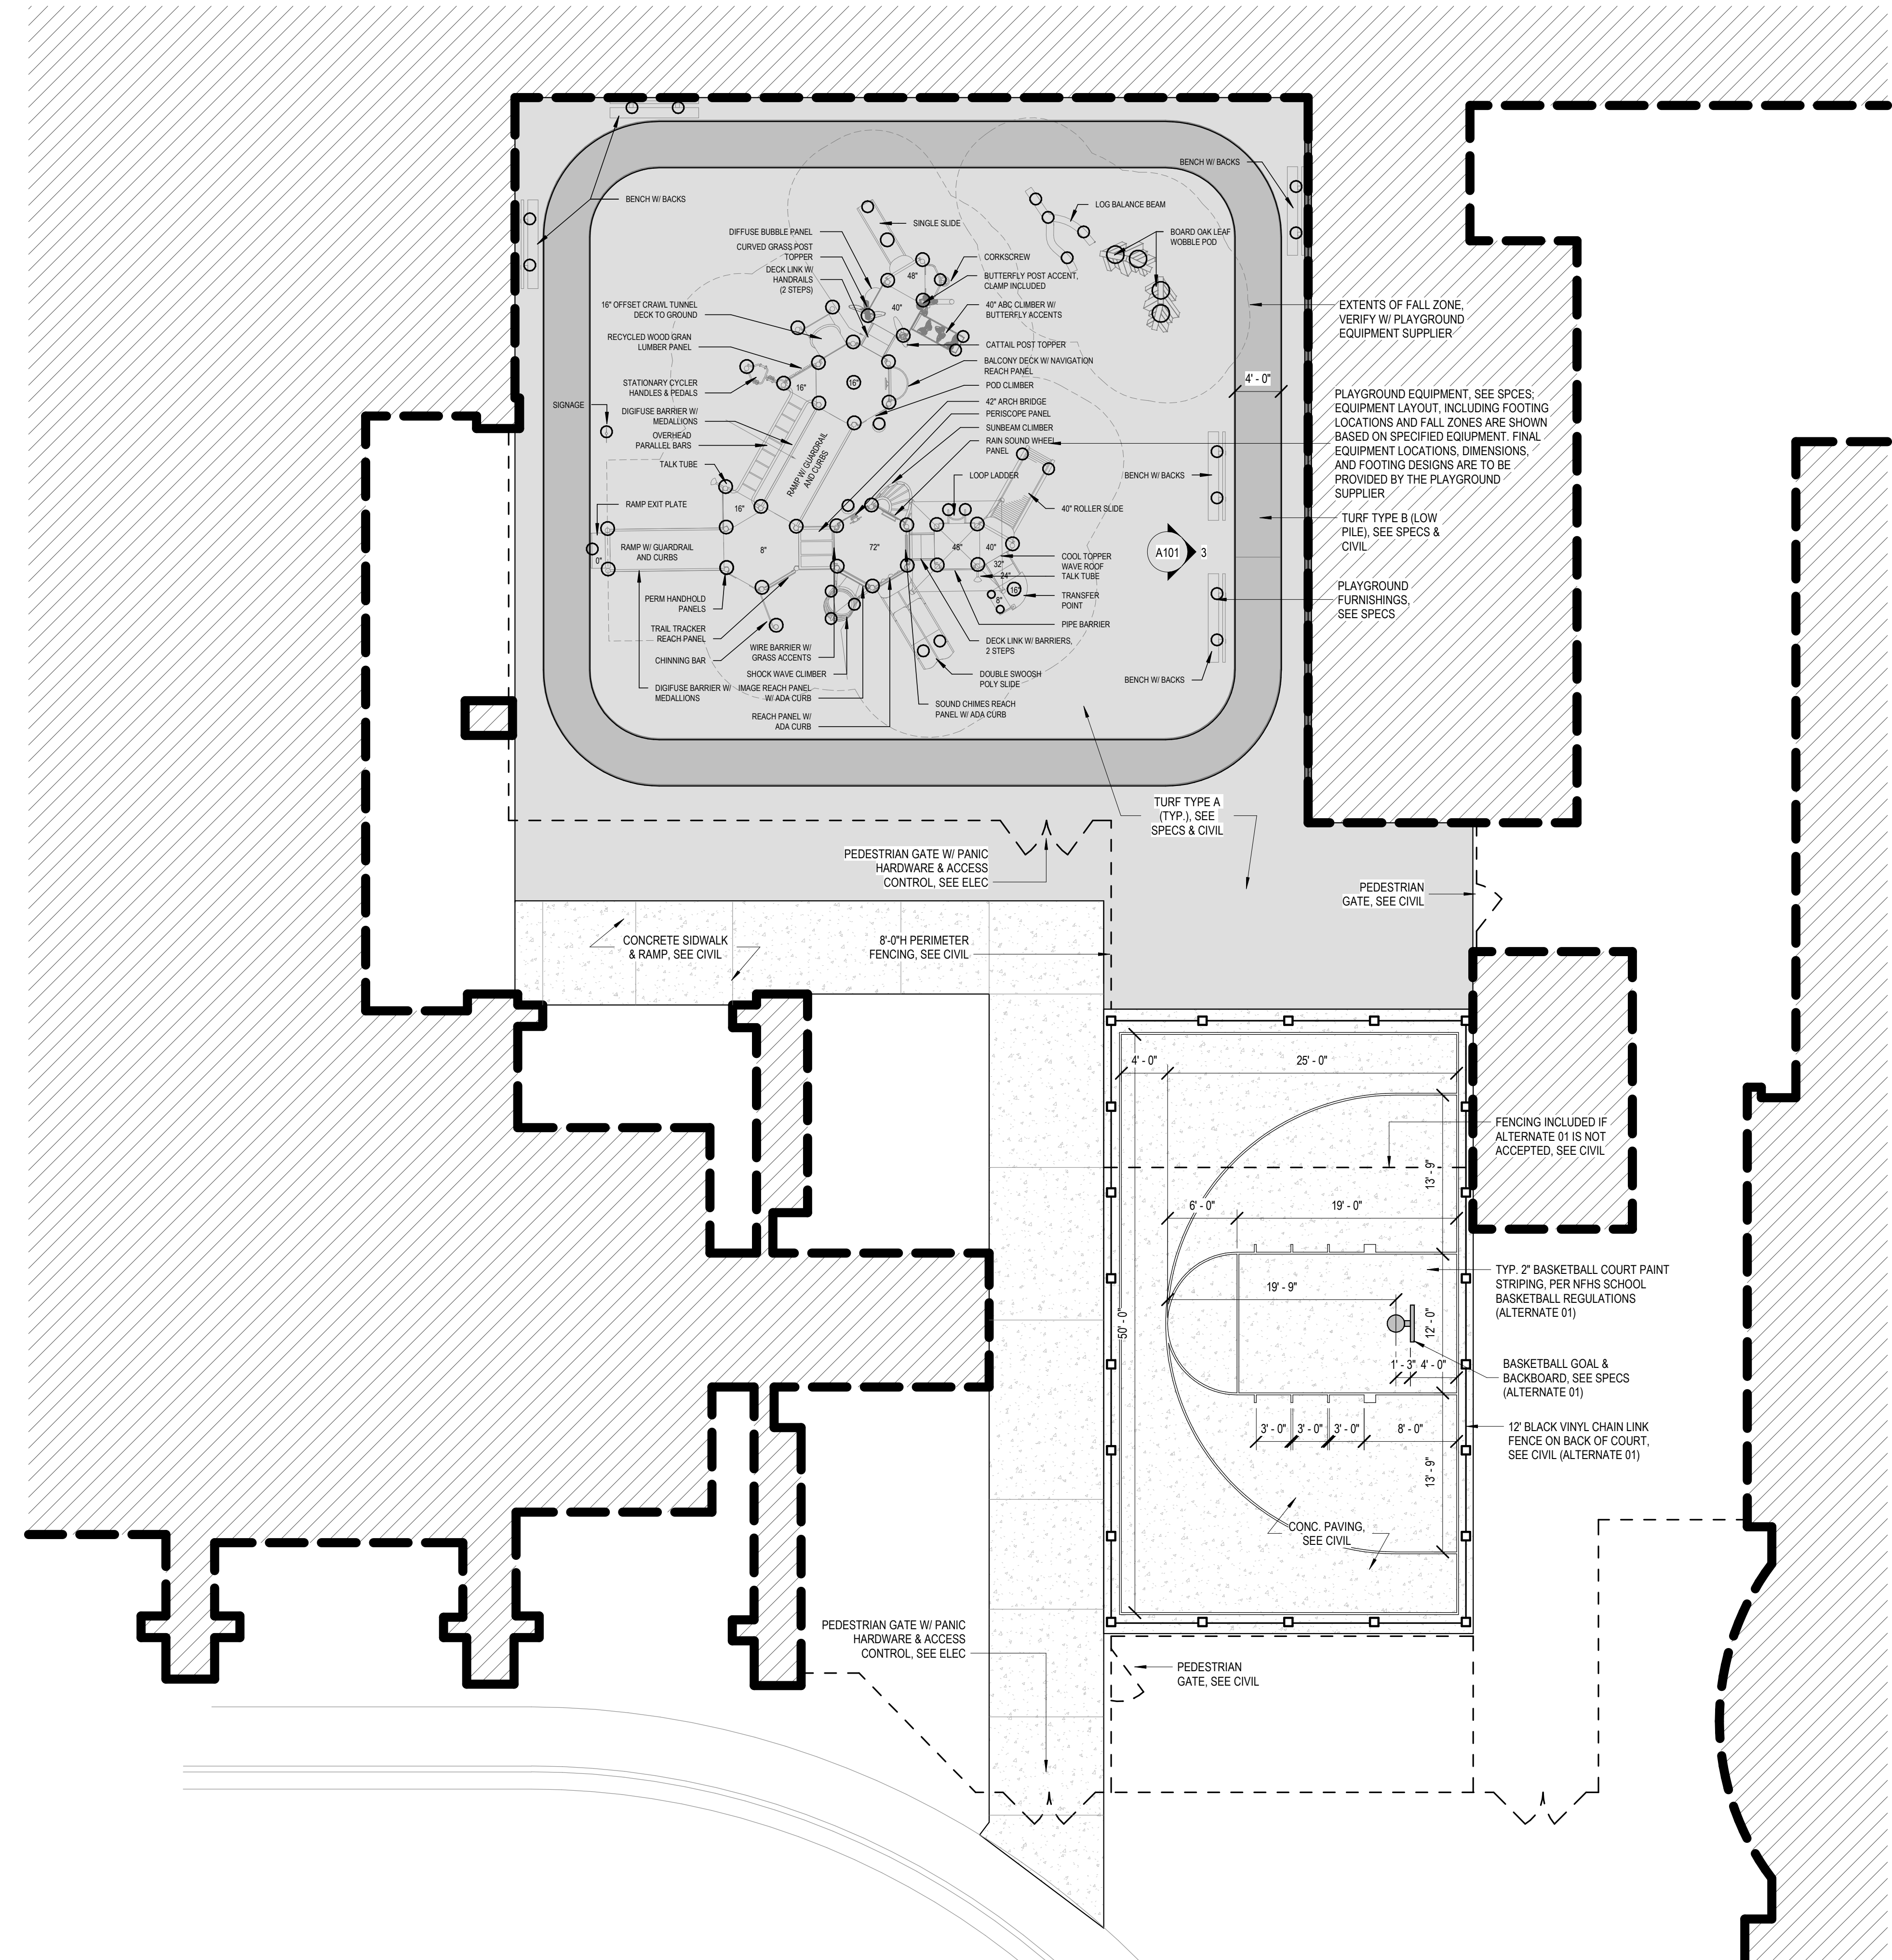 BENCH W/ BACKS
BENCH W/ BACKS
SINGLE SLIDE
LOG BALANCE BEAM
DIFFUSE BUBBLE PANEL
BOARD OAK LEAF
WOBBLE POD
CURVED GRASS POST
TOPPER
CORKSCREW
DECK LINK W/
HANDRAILS
(2 STEPS)
48"
BUTTERFLY POST ACCENT,
CLAMP INCLUDED
16" OFFSET CRAWL TUNNEL
DECK TO GROUND
40"
40" ABC CLIMBER W/
BUTTERFLY ACCENTS
EXTENTS OF FALL ZONE,
VERIFY W/ PLAYGROUND
EQUIPMENT SUPPLIER
RECYCLED WOOD GRAN
LUMBER PANEL
CATTAIL POST TOPPER
BALCONY DECK W/ NAVIGATION
REACH PANEL
STATIONARY CYCLER
HANDLES & PEDALS
16"
16"
POD CLIMBER
4' - 0"
SIGNAGE
DIGIFUSE BARRIER W/
MEDALLIONS
42" ARCH BRIDGE
PERISCOPE PANEL
PLAYGROUND EQUIPMENT, SEE SPCES;
EQUIPMENT LAYOUT, INCLUDING FOOTING
LOCATIONS AND FALL ZONES ARE SHOWN
BASED ON SPECIFIED EQIUPMENT. FINAL
EQUIPMENT LOCATIONS, DIMENSIONS,
AND FOOTING DESIGNS ARE TO BE
PROVIDED BY THE PLAYGROUND
SUPPLIER
OVERHEAD
PARALLEL BARS
SUNBEAM CLIMBER
RAIN SOUND WHEEL
PANEL
RAMP W/ GUARDRAIL
AND CURBS
TALK TUBE
LOOP LADDER
BENCH W/ BACKS
RAMP EXIT PLATE
16"
40" ROLLER SLIDE
TURF TYPE B (LOW
PILE), SEE SPECS &
CIVIL
RAMP W/ GUARDRAIL
AND CURBS
0"
8"
72"
48"
40"
32"
24"
16"
8"
A101
3
COOL TOPPER
WAVE ROOF
TALK TUBE
TRANSFER
POINT
PLAYGROUND
FURNISHINGS,
SEE SPECS
PERM HANDHOLD
PANELS
PIPE BARRIER
TRAIL TRACKER
REACH PANEL
DECK LINK W/ BARRIERS,
2 STEPS
WIRE BARRIER W/
GRASS ACCENTS
CHINNING BAR
SHOCK WAVE CLIMBER
DOUBLE SWOOSH
POLY SLIDE
BENCH W/ BACKS
DIGIFUSE BARRIER W/
MEDALLIONS
IMAGE REACH PANEL
W/ ADA CURB
SOUND CHIMES REACH
PANEL W/ ADA CURB
REACH PANEL W/
ADA CURB
TURF TYPE A
(TYP.), SEE
SPECS & CIVIL
PEDESTRIAN GATE W/ PANIC
HARDWARE & ACCESS
CONTROL, SEE ELEC
PEDESTRIAN
GATE, SEE CIVIL
CONCRETE SIDWALK
& RAMP, SEE CIVIL
8'-0"H PERIMETER
FENCING, SEE CIVIL
4' - 0"
25' - 0"
FENCING INCLUDED IF
ALTERNATE 01 IS NOT
ACCEPTED, SEE CIVIL
13' - 9"
6' - 0"
19' - 0"
TYP. 2" BASKETBALL COURT PAINT
STRIPING, PER NFHS SCHOOL
BASKETBALL REGULATIONS
(ALTERNATE 01)
19' - 9"
50' - 0"
12' - 0"
1' - 3"
4' - 0"
BASKETBALL GOAL &
BACKBOARD, SEE SPECS
(ALTERNATE 01)
3' - 0"
3' - 0"
3' - 0"
8' - 0"
12' BLACK VINYL CHAIN LINK
FENCE ON BACK OF COURT,
SEE CIVIL (ALTERNATE 01)
13' - 9"
CONC. PAVING,
SEE CIVIL
PEDESTRIAN GATE W/ PANIC
HARDWARE & ACCESS
CONTROL, SEE ELEC
PEDESTRIAN
GATE, SEE CIVIL